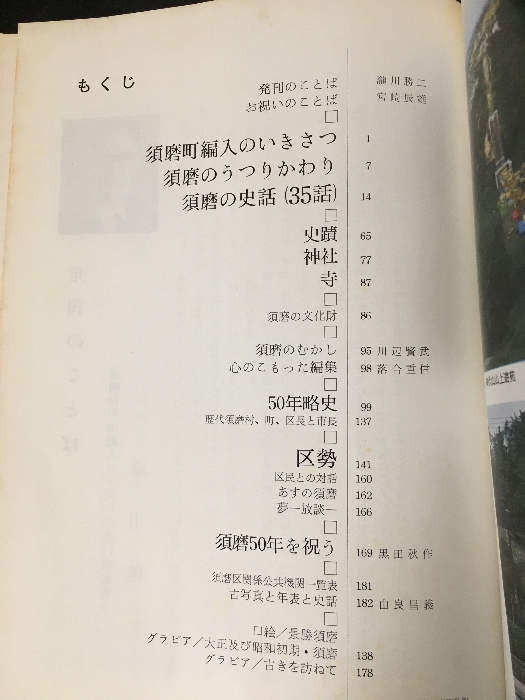 もくじ
発刊のことば 瀧川勝二
お祝いのことば 宮崎辰雄
□
須磨町編入のいきさつ 1
須磨のうつりかわり 7
須磨の史話(35話) 14
□
史蹟 65
神社 77
寺 87
□
須磨の文化財 86
□
須磨のむかし 95 川辺賢武
心のこもった編集 98 落合重信
□
50年略史 99
歴代須磨村、町、区長と市長 137
□
区勢 141
区民との対話 160
あすの須磨 162
夢—放談— 166
□
須磨50年を祝う 169 黒田秋作
□
須磨区関係公共機関一覧表 181
古写真と年表と史話 182 由良昌義
□
口絵/景勝須磨
グラビア/大正及び昭和初期・須磨 138
グラビア/古きを訪ねて 178